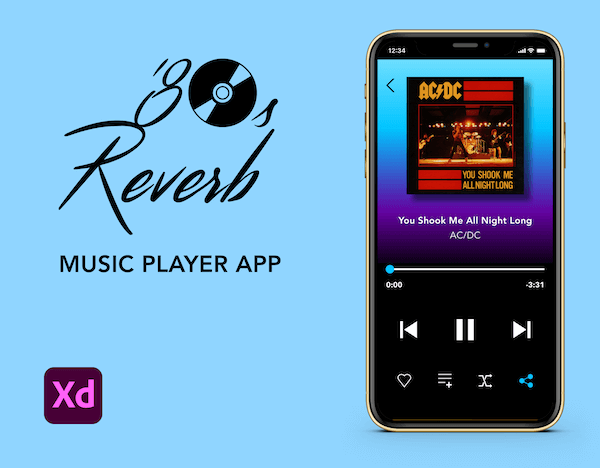 '80s
Reverb
MUSIC PLAYER APP
Xd
12:34
AC/DC
YOU SHOOK ME
ALL NIGHT LONG
You Shook Me All Night Long
AC/DC
0:00
-3:31